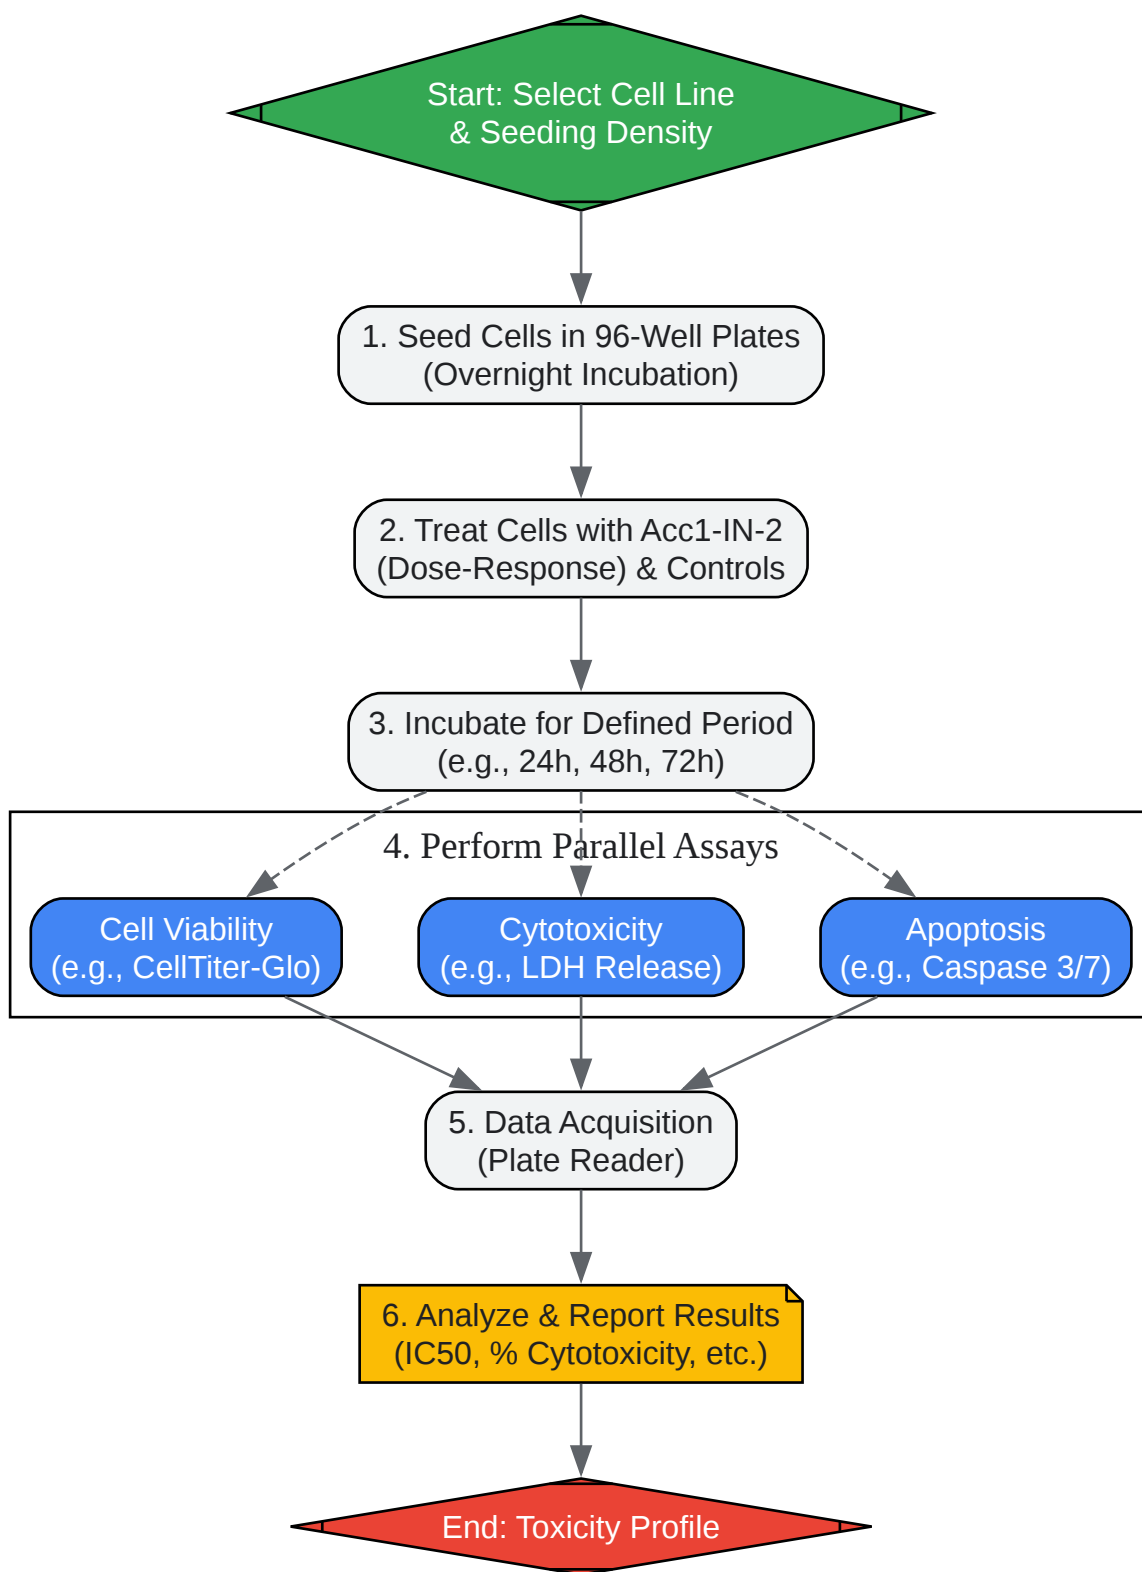 Start: Select Cell Line
& Seeding Density
1. Seed Cells in 96-Well Plates
(Overnight Incubation)
2. Treat Cells with Acc1-IN-2
(Dose-Response) & Controls
3. Incubate for Defined Period
(e.g., 24h, 48h, 72h)
4. Perform Parallel Assays
Cell Viability
(e.g., CellTiter-Glo)
Cytotoxicity
(e.g., LDH Release)
Apoptosis
(e.g., Caspase 3/7)
5. Data Acquisition
(Plate Reader)
6. Analyze & Report Results
(IC50, % Cytotoxicity, etc.)
End: Toxicity Profile